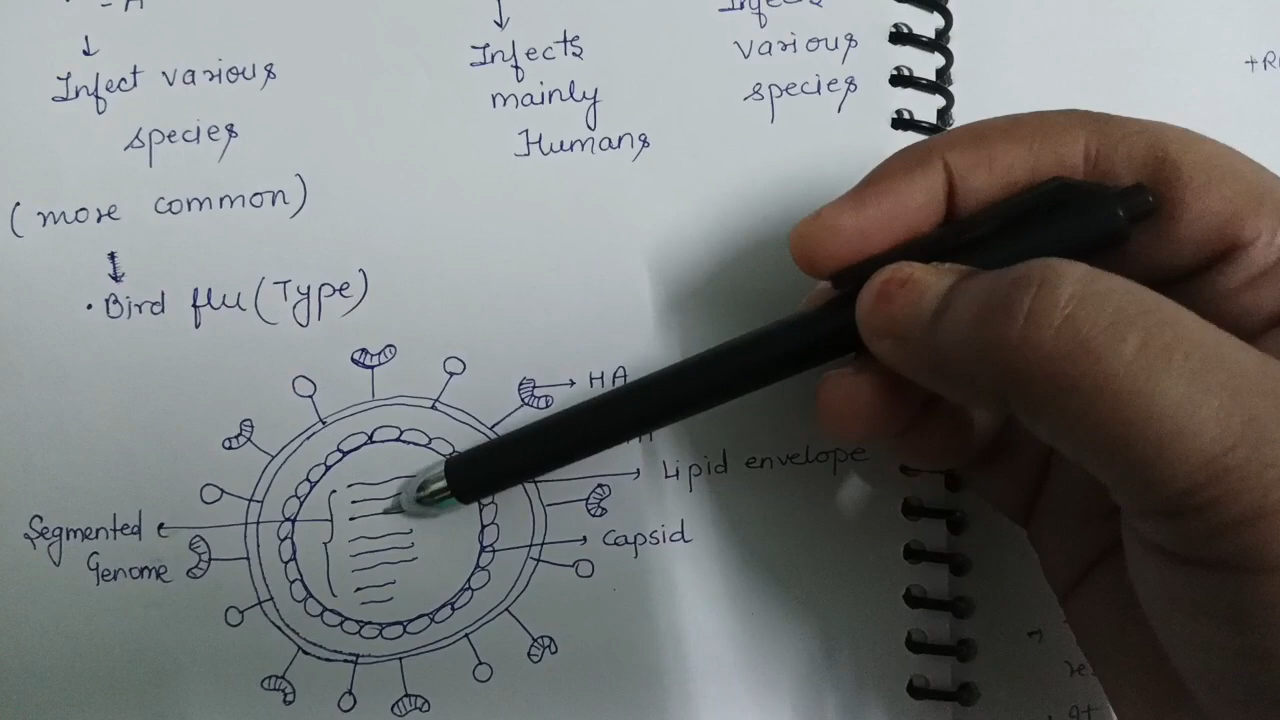 - A
Infect various
species
(more common)
• Bird flu (Type)
Infects
mainly
Humans
Infects
various
species
HA
Lipid envelope
Capsid
Segmented
Genome